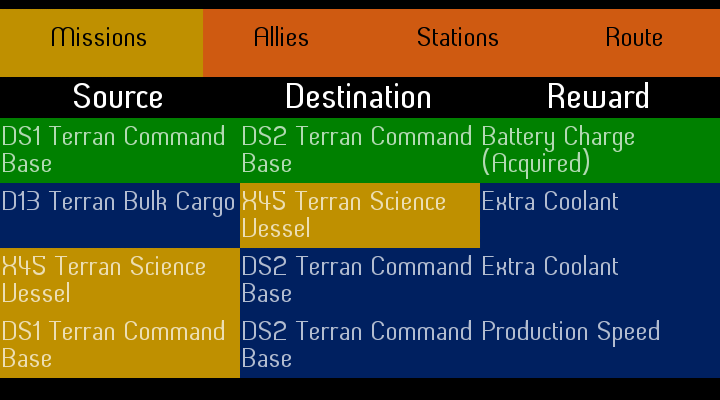 Missions Allies Stations Route
Source Destination Reward
DS1 Terran Command Base DS2 Terran Command Base Battery Charge (Acquired)
D13 Terran Bulk Cargo X45 Terran Science Vessel Extra Coolant
X45 Terran Science Vessel DS2 Terran Command Base Extra Coolant
DS1 Terran Command Base DS2 Terran Command Base Production Speed